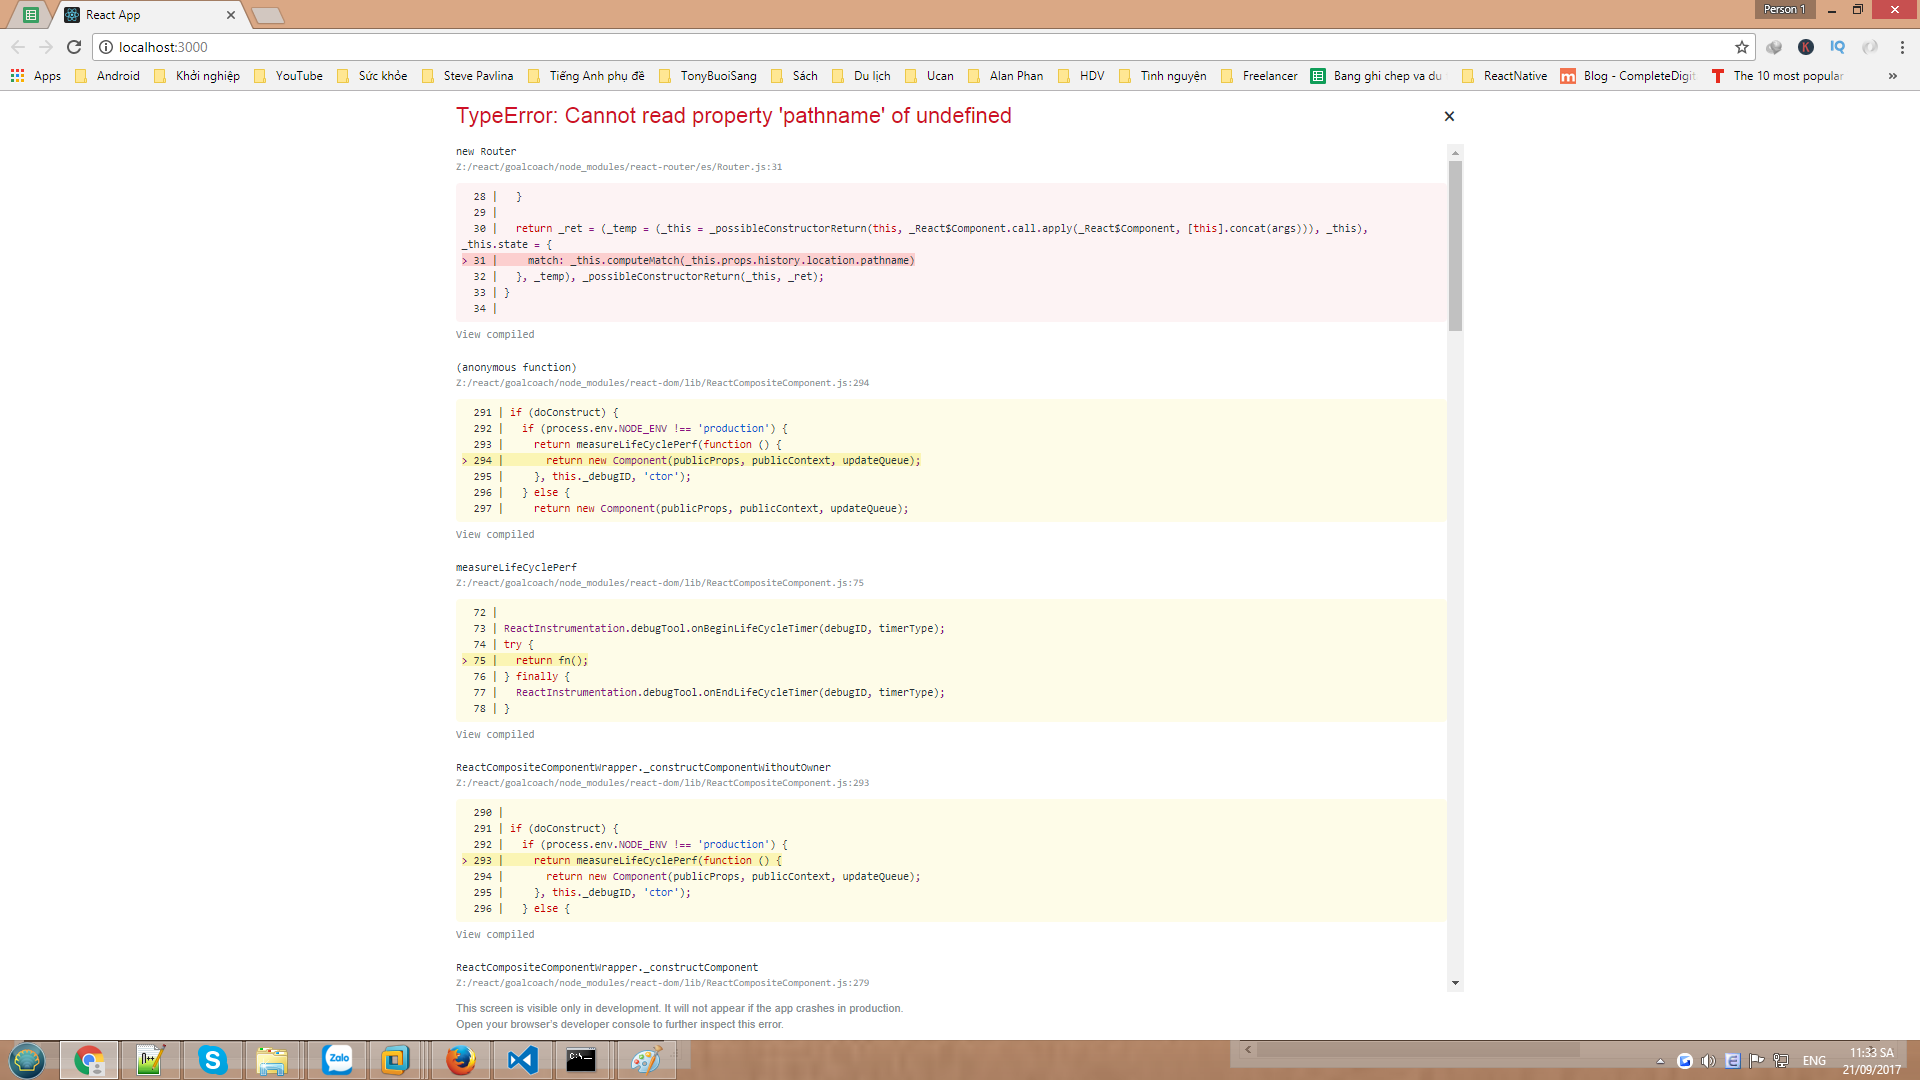 React App
Person 1
localhost:3000
Apps
Android
Khởi nghiệp
YouTube
Sức khỏe
Steve Pavlina
Tiếng Anh phụ đề
TonyBuoiSang
Sách
Du lịch
Ucan
Alan Phan
HDV
Tình nguyện
Freelancer
Bang ghi chep va du
ReactNative
Blog - CompleteDigit
The 10 most popular
»
TypeError: Cannot read property 'pathname' of undefined
×
new Router
Z:/react/goalcoach/node_modules/react-router/es/Router.js:31
28 |   }
29 |
30 |   return _ret = (_temp = (_this = _possibleConstructorReturn(this, _React$Component.call.apply(_React$Component, [this].concat(args))), _this),
_this.state = {
> 31 |     match: _this.computeMatch(_this.props.history.location.pathname)
32 |   }, _temp), _possibleConstructorReturn(_this, _ret);
33 | }
34 |
View compiled
(anonymous function)
Z:/react/goalcoach/node_modules/react-dom/lib/ReactCompositeComponent.js:294
291 | if (doConstruct) {
292 |   if (process.env.NODE_ENV !== 'production') {
293 |     return measureLifeCyclePerf(function () {
> 294 |       return new Component(publicProps, publicContext, updateQueue);
295 |     }, this._debugID, 'ctor');
296 |   } else {
297 |     return new Component(publicProps, publicContext, updateQueue);
View compiled
measureLifeCyclePerf
Z:/react/goalcoach/node_modules/react-dom/lib/ReactCompositeComponent.js:75
72 |
73 | ReactInstrumentation.debugTool.onBeginLifeCycleTimer(debugID, timerType);
74 | try {
> 75 |   return fn();
76 | } finally {
77 |   ReactInstrumentation.debugTool.onEndLifeCycleTimer(debugID, timerType);
78 | }
View compiled
ReactCompositeComponentWrapper._constructComponentWithoutOwner
Z:/react/goalcoach/node_modules/react-dom/lib/ReactCompositeComponent.js:293
290 |
291 | if (doConstruct) {
292 |   if (process.env.NODE_ENV !== 'production') {
> 293 |     return measureLifeCyclePerf(function () {
294 |       return new Component(publicProps, publicContext, updateQueue);
295 |     }, this._debugID, 'ctor');
296 |   } else {
View compiled
ReactCompositeComponentWrapper._constructComponent
Z:/react/goalcoach/node_modules/react-dom/lib/ReactCompositeComponent.js:279
This screen is visible only in development. It will not appear if the app crashes in production.
Open your browser's developer console to further inspect this error.
Zalo
ENG
11:33 SA
21/09/2017